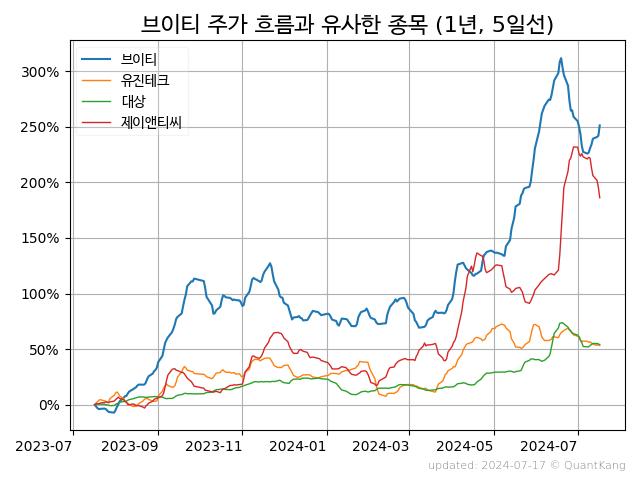 브이티 주가 흐름과 유사한 종목 (1년, 5일선)
브이티
유진테크
대상
제이앤티씨
300%
250%
200%
150%
100%
50%
0%
2023-07 2023-09 2023-11 2024-01 2024-03 2024-05 2024-07
updated: 2024-07-17 © QuantKang